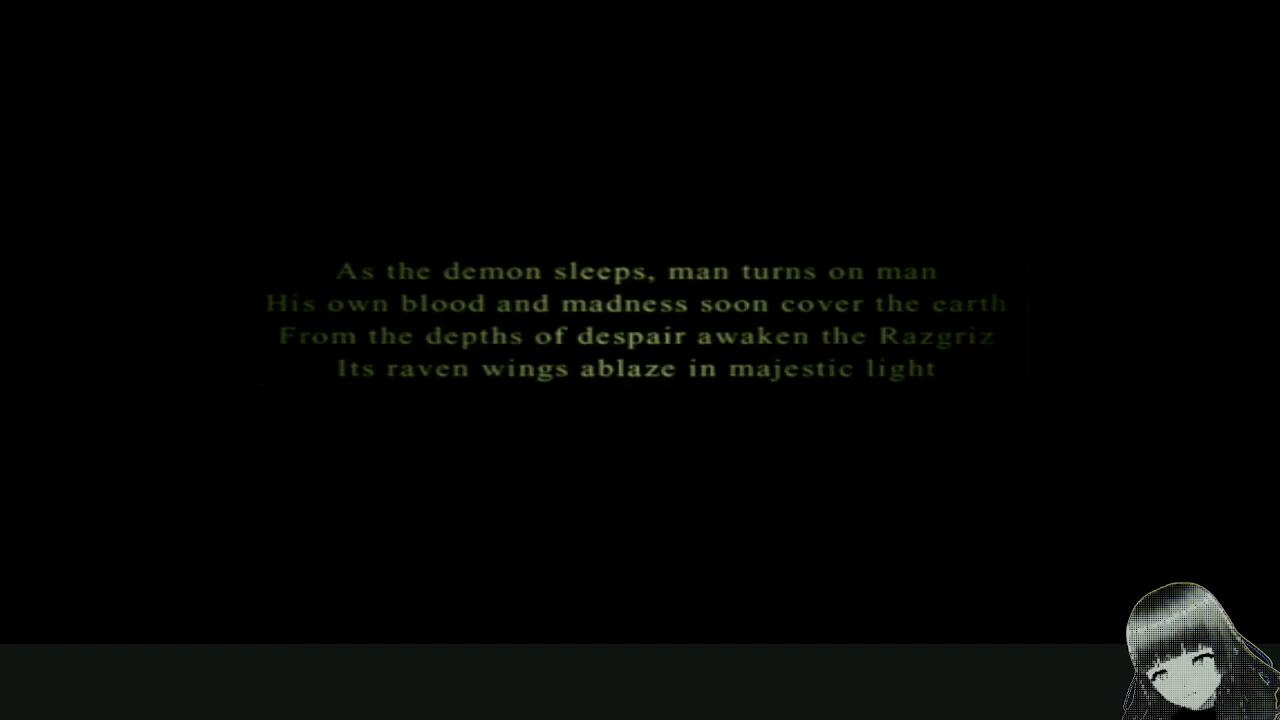 As the demon sleeps, man turns on man
His own blood and madness soon cover the earth
From the depths of despair awaken the Razgriz
Its raven wings ablaze in majestic light